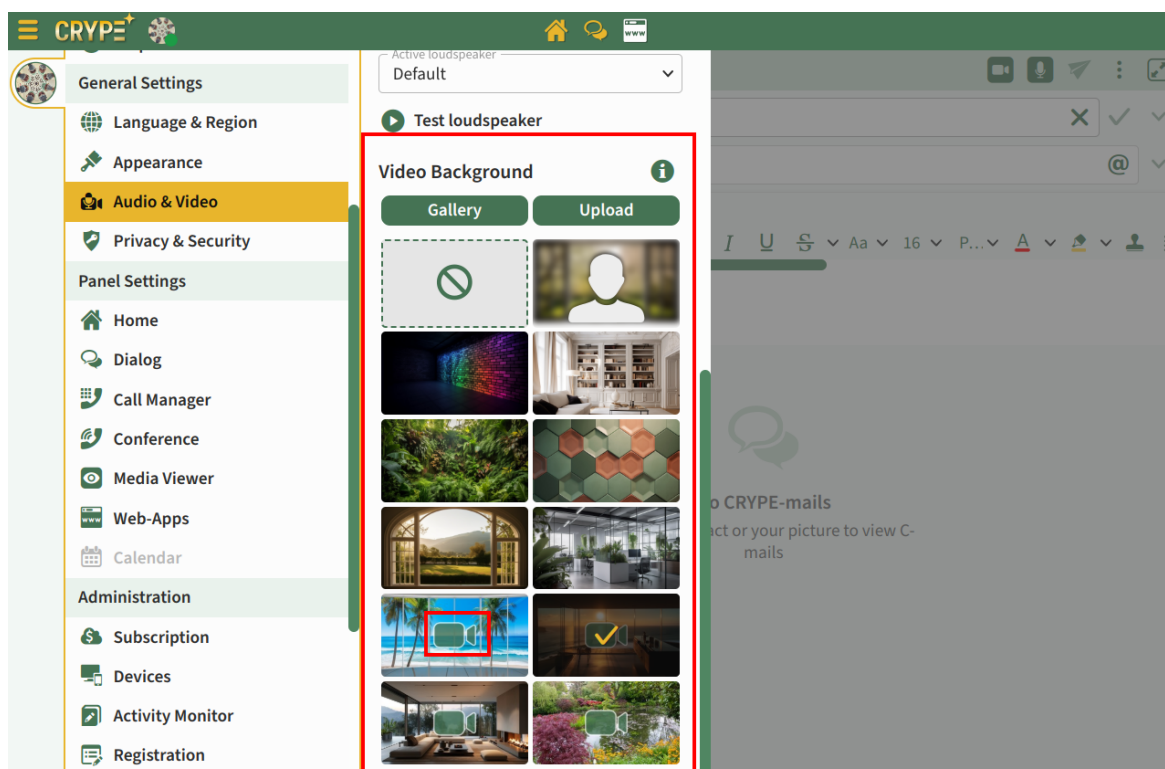 CRYPE+
www
General Settings
Language & Region
Appearance
Audio & Video
Privacy & Security
Panel Settings
Home
Dialog
Call Manager
Conference
Media Viewer
www
Web-Apps
Calendar
Administration
Subscription
Devices
Activity Monitor
Registration
Active loudspeaker
Default
Test loudspeaker
Video Background
Gallery
Upload
@
I U S Aa 16 P... A
o CRYPE-mails
act or your picture to view C-
mails